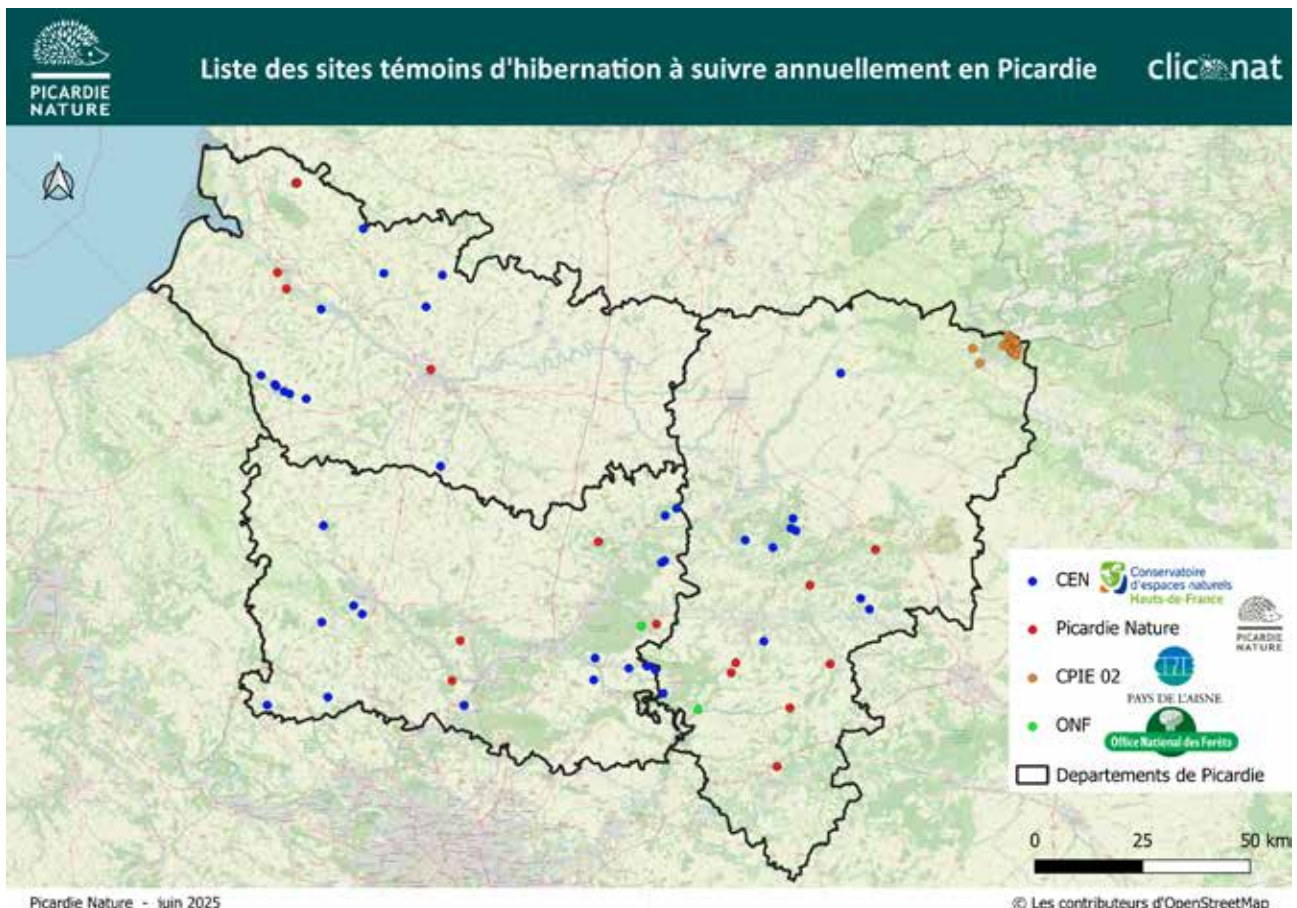 PICARDIE
NATURE
Liste des sites témoins d'hibernation à suivre annuellement en Picardie
clic nat
CEN
Conservatoire
d'espaces naturels
Hauts-de-France
Picardie Nature
PICARDIE
NATURE
CPIE 02
PAYS DE L'AISNE
ONF
Office National des Forêts
Departements de Picardie
0 25 50 km
Picardie Nature - juin 2025
© Les contributeurs d'OpenStreetMap